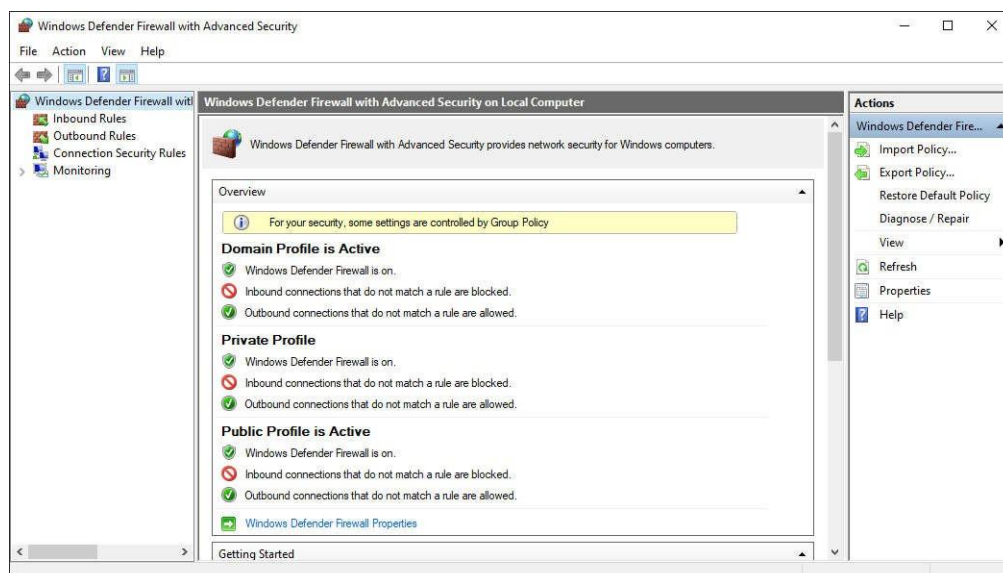 Windows Defender Firewall with Advanced Security
File Action View Help
Windows Defender Firewall witl
Inbound Rules
Outbound Rules
Connection Security Rules
Monitoring
Windows Defender Firewall with Advanced Security on Local Computer
Windows Defender Firewall with Advanced Security provides network security for Windows computers.
Overview
For your security, some settings are controlled by Group Policy
Domain Profile is Active
Windows Defender Firewall is on.
Inbound connections that do not match a rule are blocked.
Outbound connections that do not match a rule are allowed.
Private Profile
Windows Defender Firewall is on.
Inbound connections that do not match a rule are blocked.
Outbound connections that do not match a rule are allowed.
Public Profile is Active
Windows Defender Firewall is on.
Inbound connections that do not match a rule are blocked.
Outbound connections that do not match a rule are allowed.
Windows Defender Firewall Properties
Getting Started
Actions
Windows Defender Fire...
Import Policy...
Export Policy...
Restore Default Policy
Diagnose / Repair
View
Refresh
Properties
Help